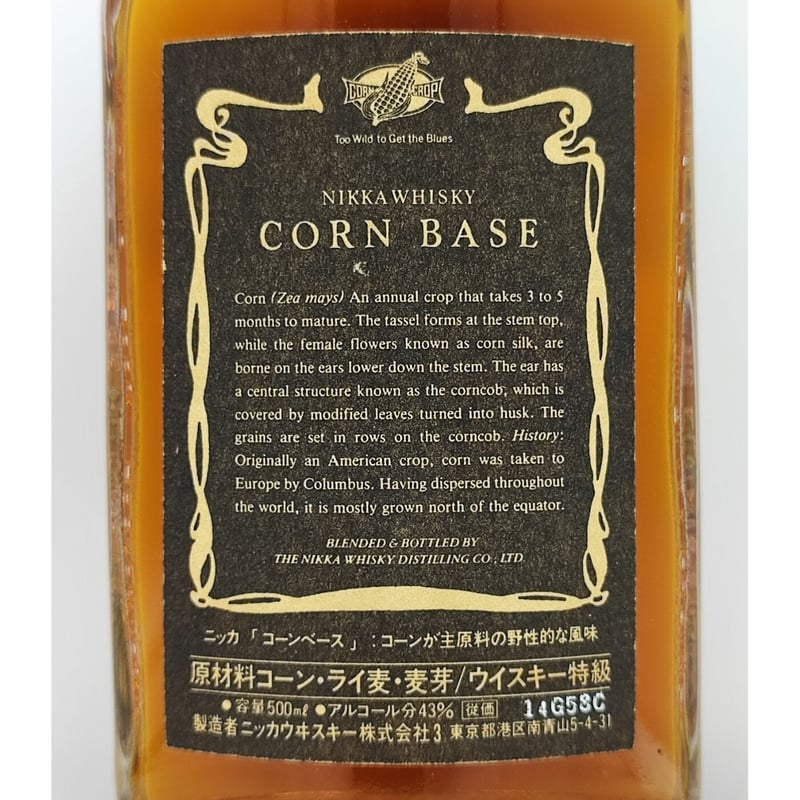 CORN CROP
Too Wild to Get the Blues
NIKKA WHISKY
CORN BASE
Corn (Zea mays) An annual crop that takes 3 to 5
months to mature. The tassel forms at the stem top,
while the female flowers known as corn silk, are
borne on the ears lower down the stem. The ear has
a central structure known as the corncob, which is
covered by modified leaves turned into husk. The
grains are set in rows on the corncob. History:
Originally an American crop, corn was taken to
Europe by Columbus. Having dispersed throughout
the world, it is mostly grown north of the equator.
BLENDED & BOTTLED BY
THE NIKKA WHISKY DISTILLING CO., LTD.
ニッカ「コーンベース」:コーンが主原料の野性的な風味
原材料コーン・ライ麦・麦芽/ウイスキー特級
●容量500ml ●アルコール分43% 従価 14G58C
製造者ニッカウヰスキー株式会社3 東京都港区南青山5-4-31